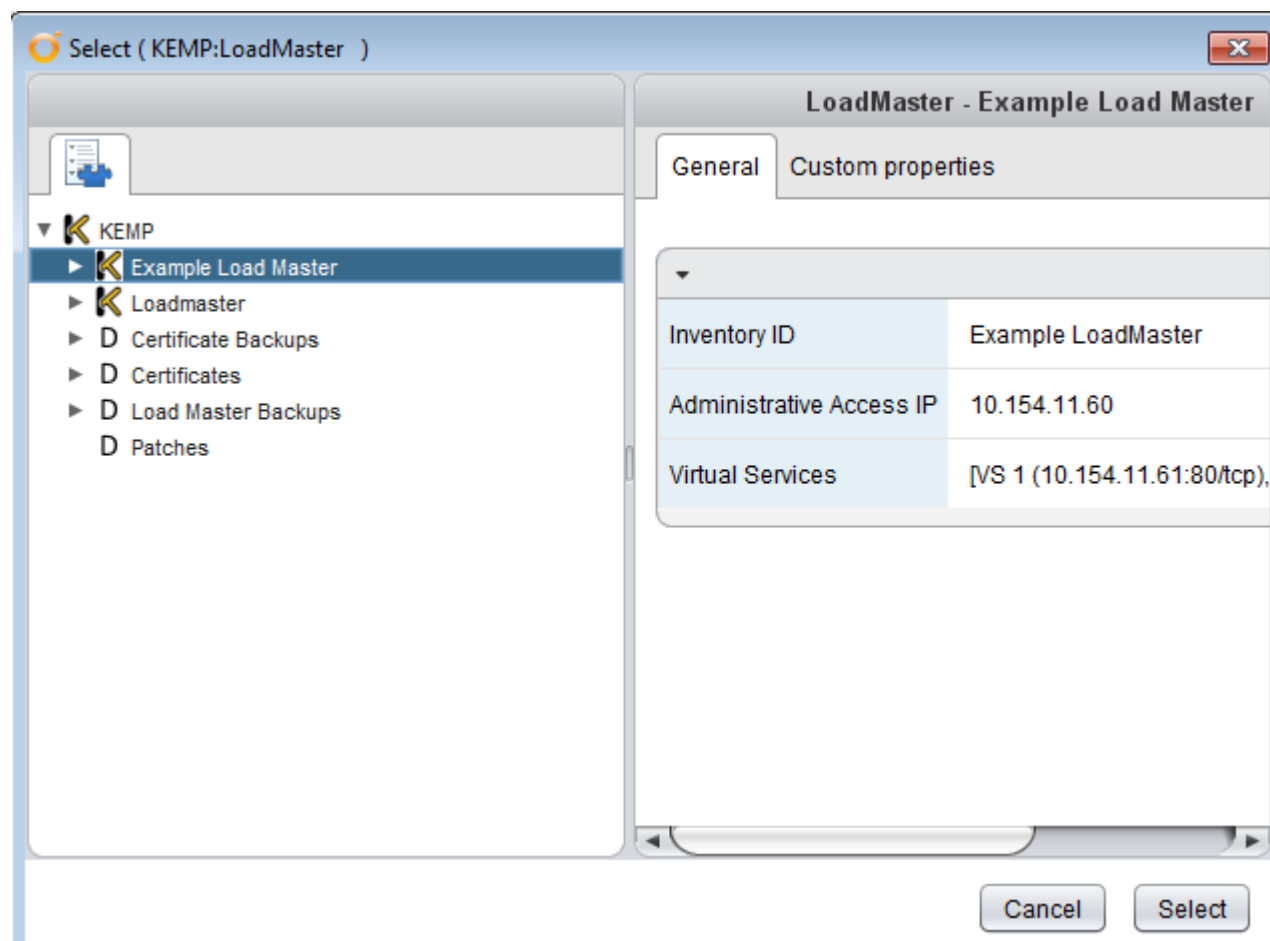 Select ( KEMP:LoadMaster )
KEMP
Example Load Master
Loadmaster
D Certificate Backups
D Certificates
D Load Master Backups
D Patches
LoadMaster - Example Load Master
General Custom properties
Inventory ID Example LoadMaster
Administrative Access IP 10.154.11.60
Virtual Services [VS 1 (10.154.11.61:80/tcp),
Cancel Select